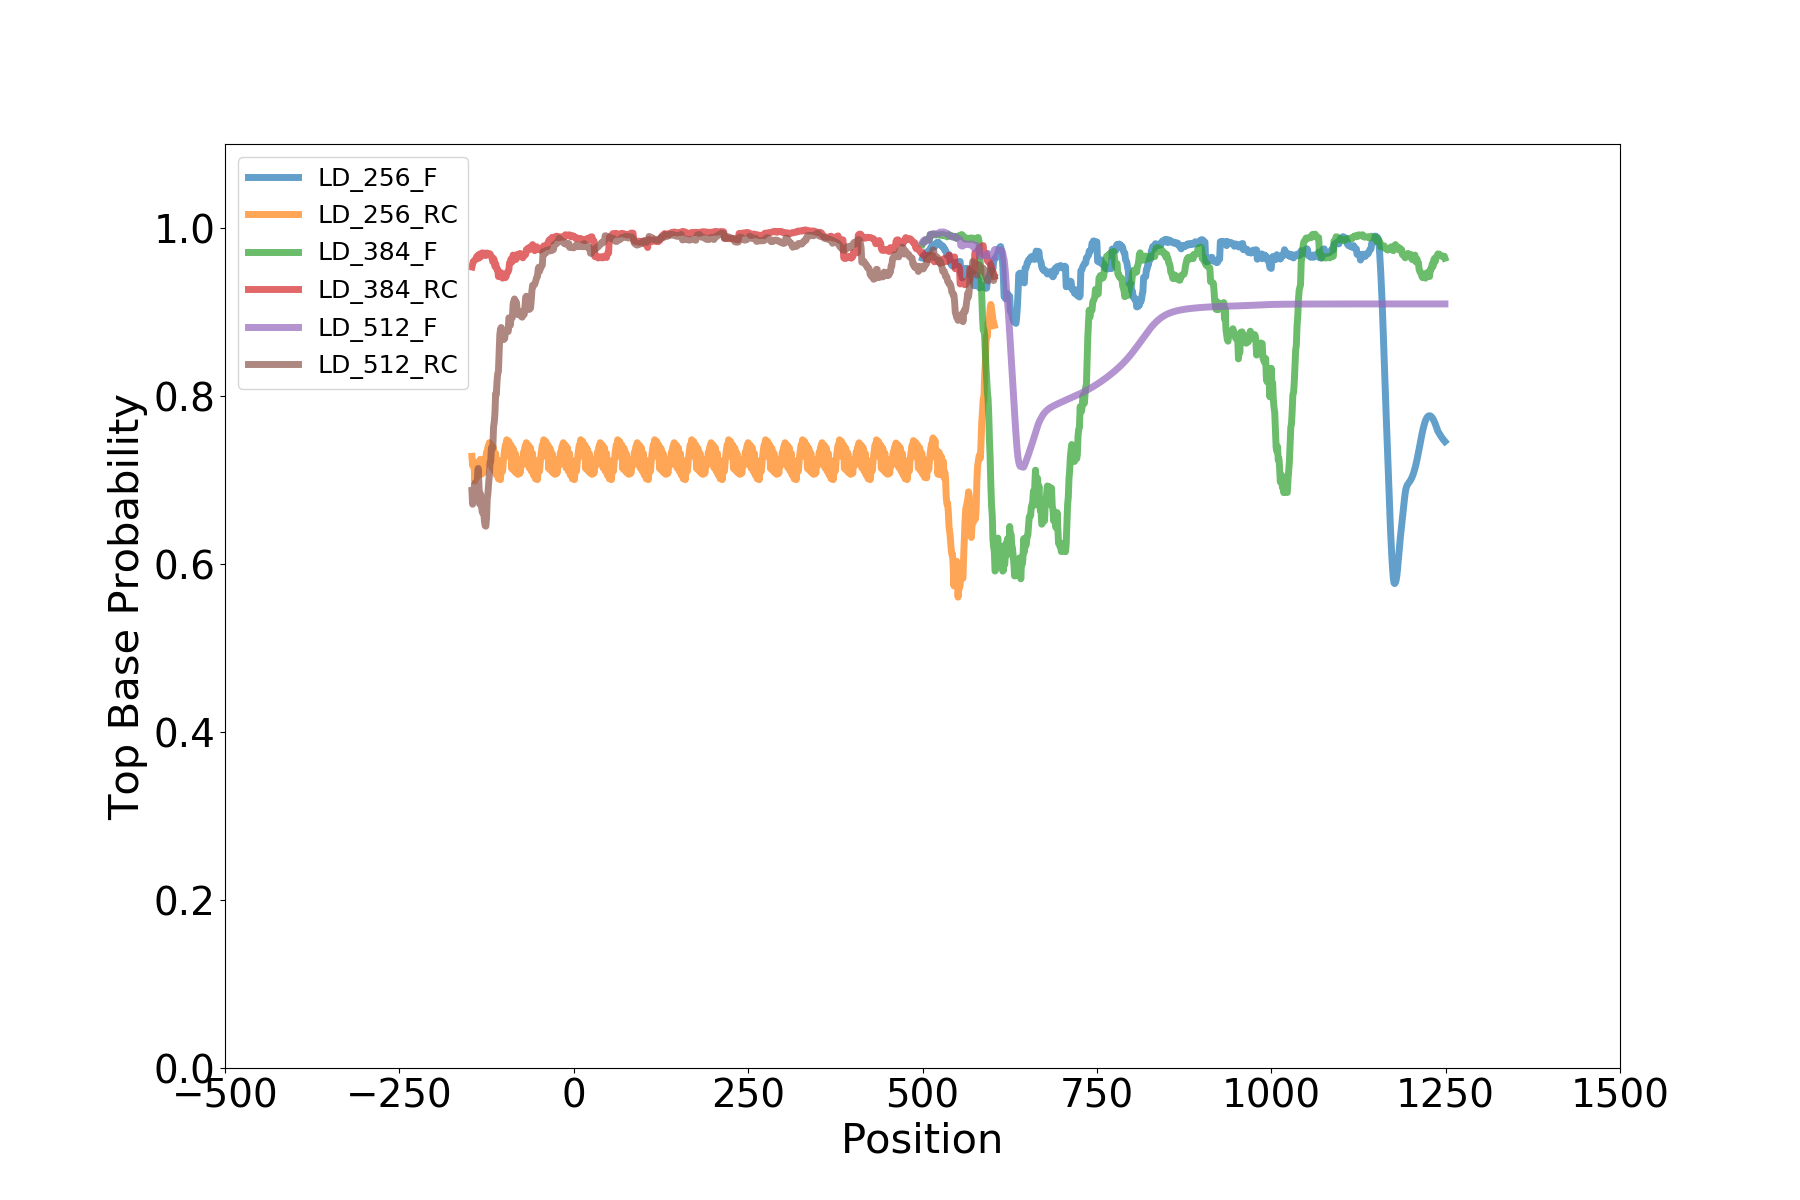 LD_256_F
LD_256_RC
LD_384_F
LD_384_RC
LD_512_F
LD_512_RC
1.0
0.8
0.6
0.4
0.2
0.0
Top Base Probability
−500 −250 0 250 500 750 1000 1250 1500
Position